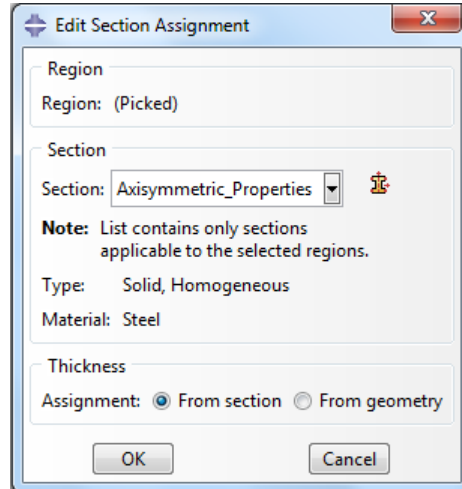 Edit Section Assignment
Region
Region: (Picked)
Section
Section: Axisymmetric_Properties
Note: List contains only sections
applicable to the selected regions.
Type: Solid, Homogeneous
Material: Steel
Thickness
Assignment: From section From geometry
OK Cancel